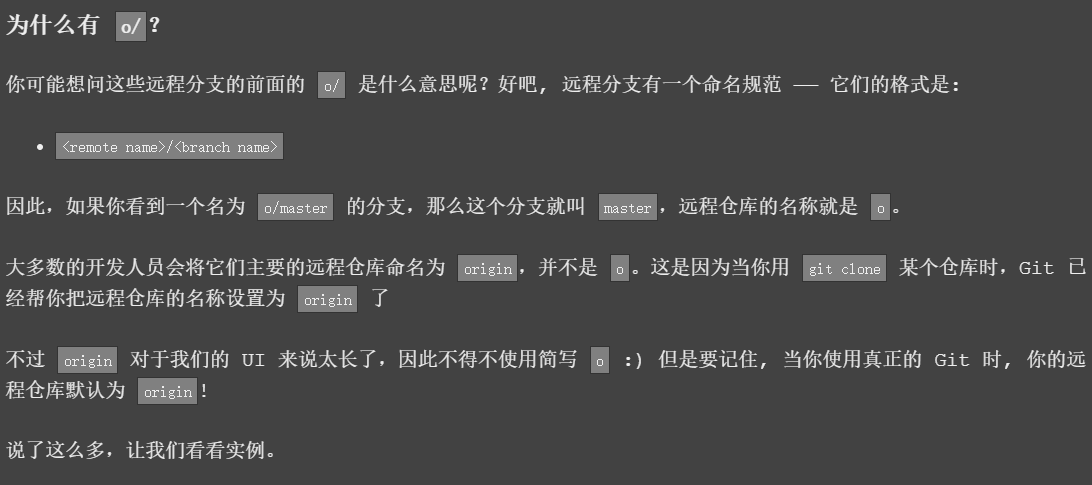 为什么有 o/？
你可能想问这些远程分支的前面的 o/ 是什么意思呢？好吧, 远程分支有一个命名规范 —— 它们的格式是:
• <remote name>/<branch name>
因此，如果你看到一个名为 o/master 的分支，那么这个分支就叫 master，远程仓库的名称就是 o。
大多数的开发人员会将它们主要的远程仓库命名为 origin，并不是 o。这是因为当你用 git clone 某个仓库时，Git 已
经帮你把远程仓库的名称设置为 origin 了
不过 origin 对于我们的 UI 来说太长了，因此不得不使用简写 o :) 但是要记住, 当你使用真正的 Git 时, 你的远
程仓库默认为 origin!
说了这么多，让我们看看实例。